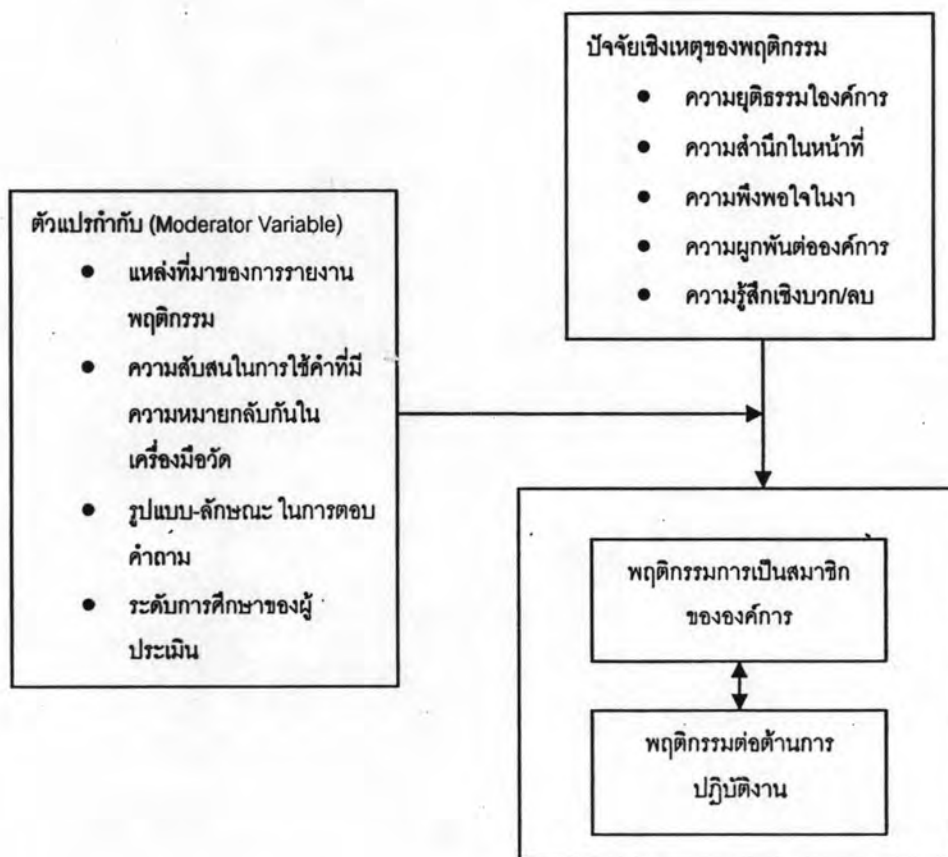 ปัจจัยเชิงเหตุของพฤติกรรม
● ความยุติธรรมใองค์การ
● ความสำนึกในหน้าที่
● ความพึงพอใจในงา
● ความผูกพันต่อองค์การ
● ความรู้สึกเชิงบวก/ลบ
ตัวแปรกำกับ (Moderator Variable)
● แหล่งที่มาของการรายงาน
พฤติกรรม
● ความสับสนในการใช้คำที่มี
ความหมายกลับกันใน
เครื่องมือวัด
● รูปแบบ-ลักษณะ ในการตอบ
คำถาม
● ระดับการศึกษาของผู้
ประเมิน
พฤติกรรมการเป็นสมาชิก
ขององค์การ
พฤติกรรมต่อต้านการ
ปฏิบัติงาน